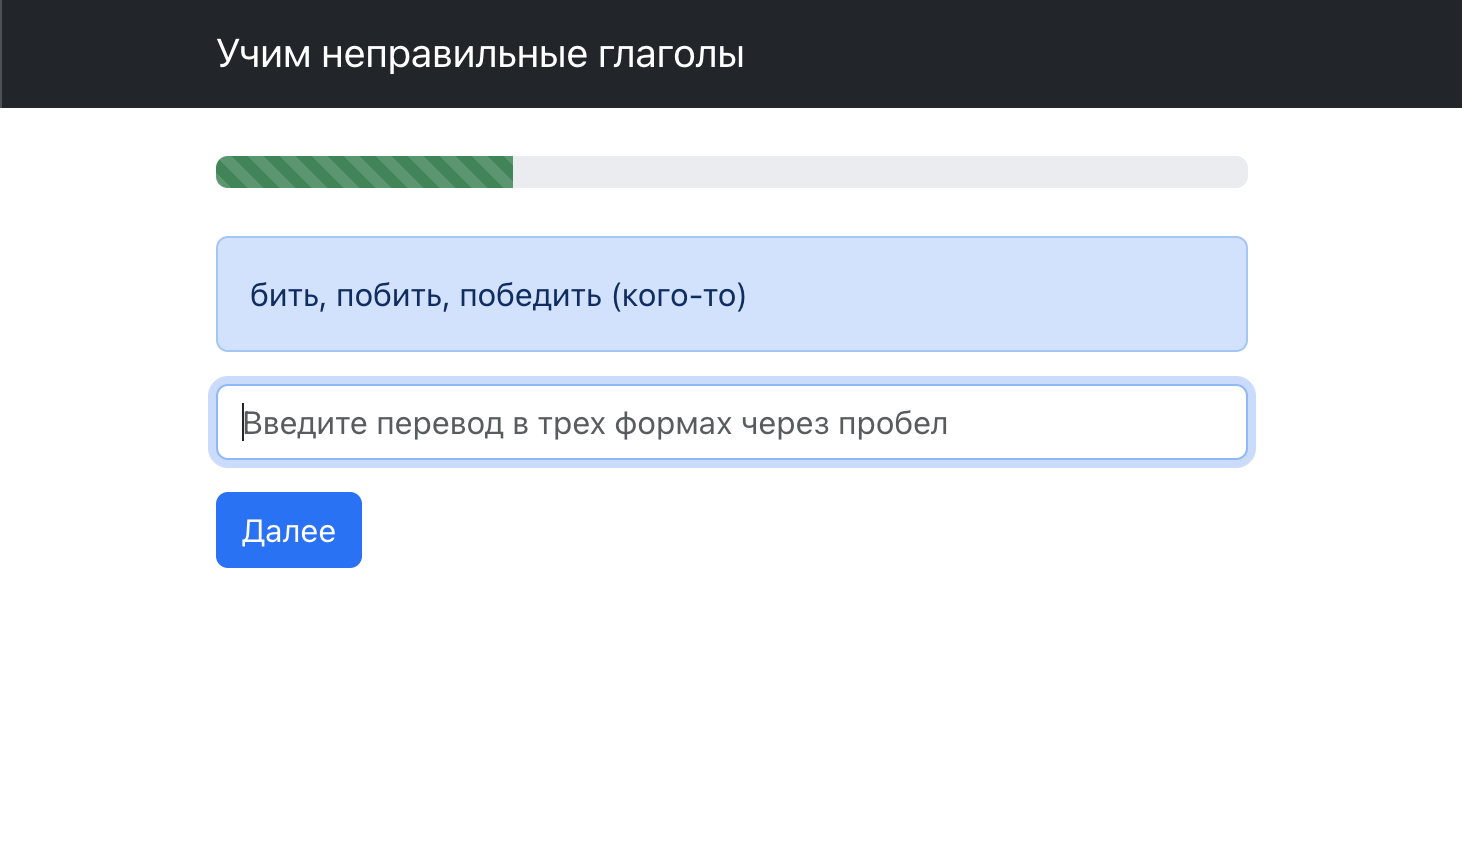 Учим неправильные глаголы
бить, побить, победить (кого-то)
Введите перевод в трех формах через пробел
Далее